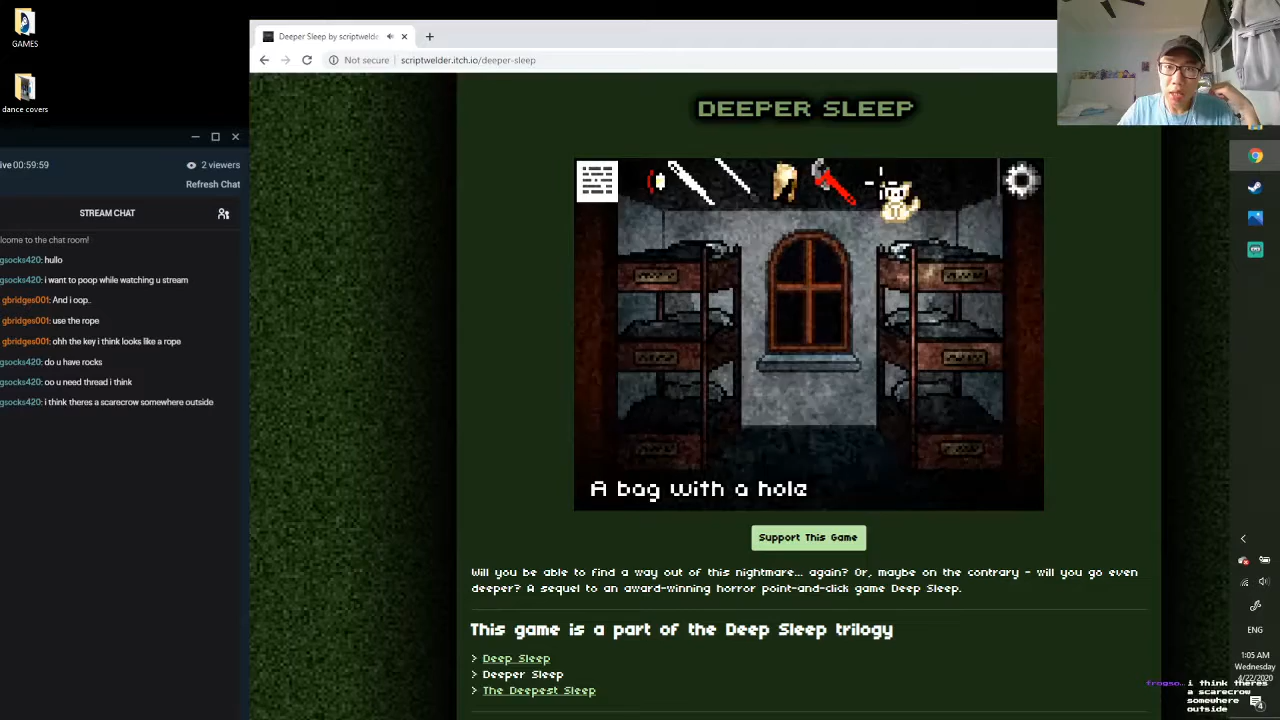 GAMES
dance covers
Deeper Sleep by scriptwelde
Not secure
scriptwelder.itch.io/deeper-sleep
ive 00:59:59
2 viewers
Refresh Chat
STREAM CHAT
lcome to the chat room!
gsocks420: hullo
gsocks420: i want to poop while watching u stream
gbridges001: And i oop..
gbridges001: use the rope
gbridges001: ohh the key i think looks like a rope
gsocks420: do u have rocks
gsocks420: oo u need thread i think
gsocks420: i think theres a scarecrow somewhere outside
DEEPER SLEEP
A bag with a hole
Support This Game
Will you be able to find a way out of this nightmare... again? Or, maybe on the contrary - will you go even
deeper? A sequel to an award-winning horror point-and-click game Deep Sleep.
This game is a part of the Deep Sleep trilogy
> Deep Sleep
> Deeper Sleep
> The Deepest Sleep
ENG
1:05 AM
Wednesday
4/22/2020
4
frogso… i think theres
a scarecrow
somewhere
outside